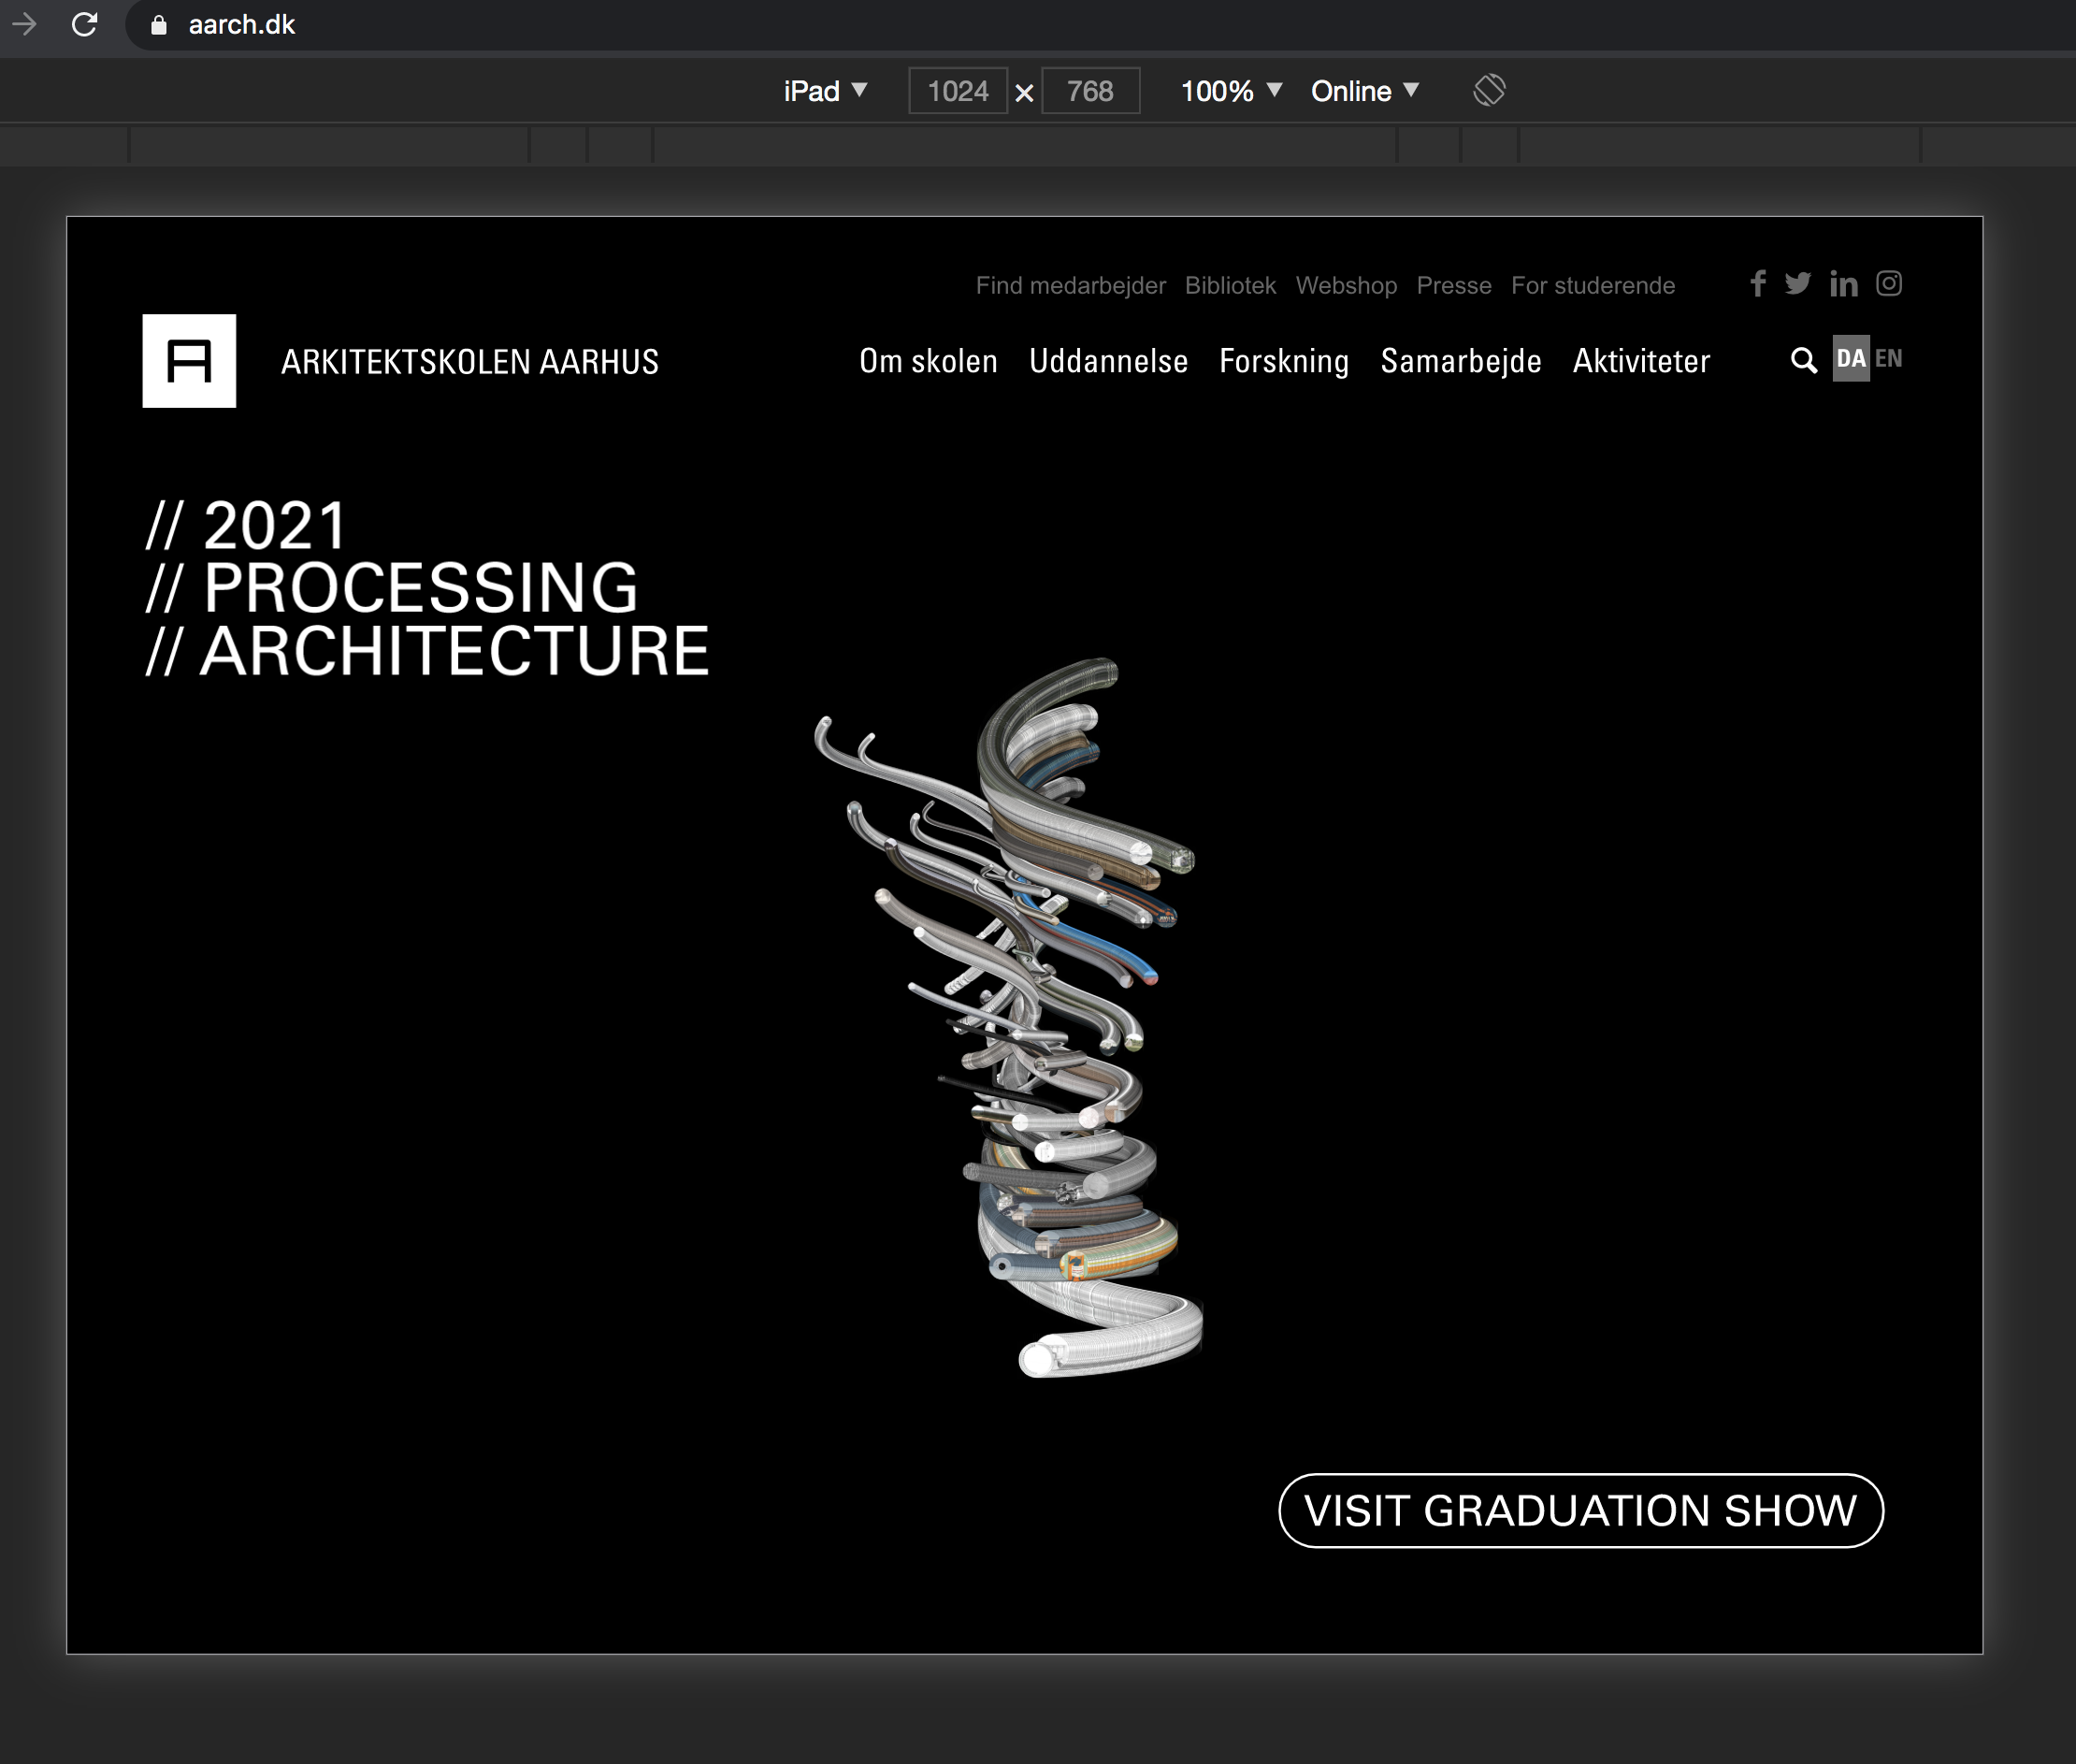 aarch.dk
iPad 1024 × 768 100% Online
Find medarbejder Bibliotek Webshop Presse For studerende
A ARKITEKTSKOLEN AARHUS Om skolen Uddannelse Forskning Samarbejde Aktiviteter DA EN
// 2021
// PROCESSING
// ARCHITECTURE
VISIT GRADUATION SHOW